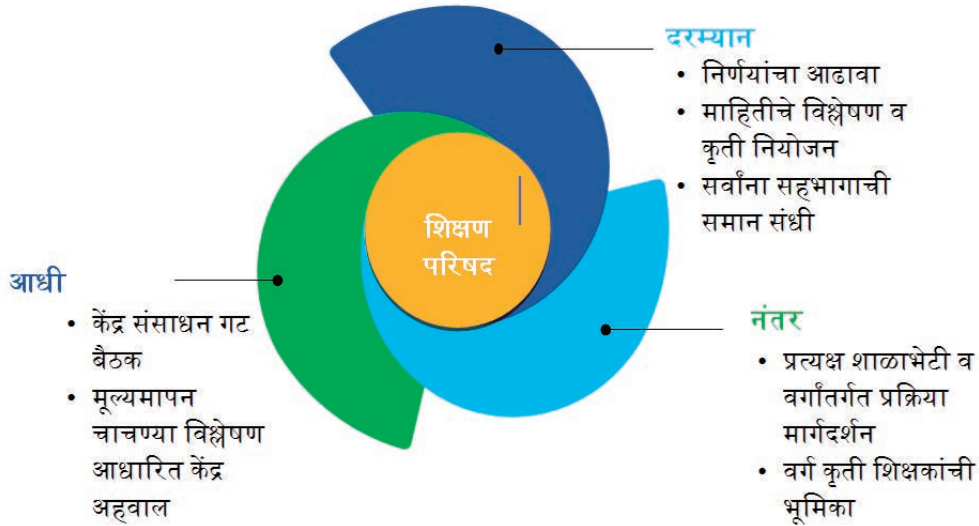 दरम्यान
• निर्णयांचा आढावा
• माहितीचे विश्लेषण व
कृती नियोजन
• सर्वांना सहभागाची
समान संधी
शिक्षण
परिषद
आधी
• केंद्र संसाधन गट
बैठक
• मूल्यमापन
चाचण्या विश्लेषण
आधारित केंद्र
अहवाल
नंतर
• प्रत्यक्ष शाळाभेटी व
वर्गांतर्गत प्रक्रिया
मार्गदर्शन
• वर्ग कृती शिक्षकांची
भूमिका